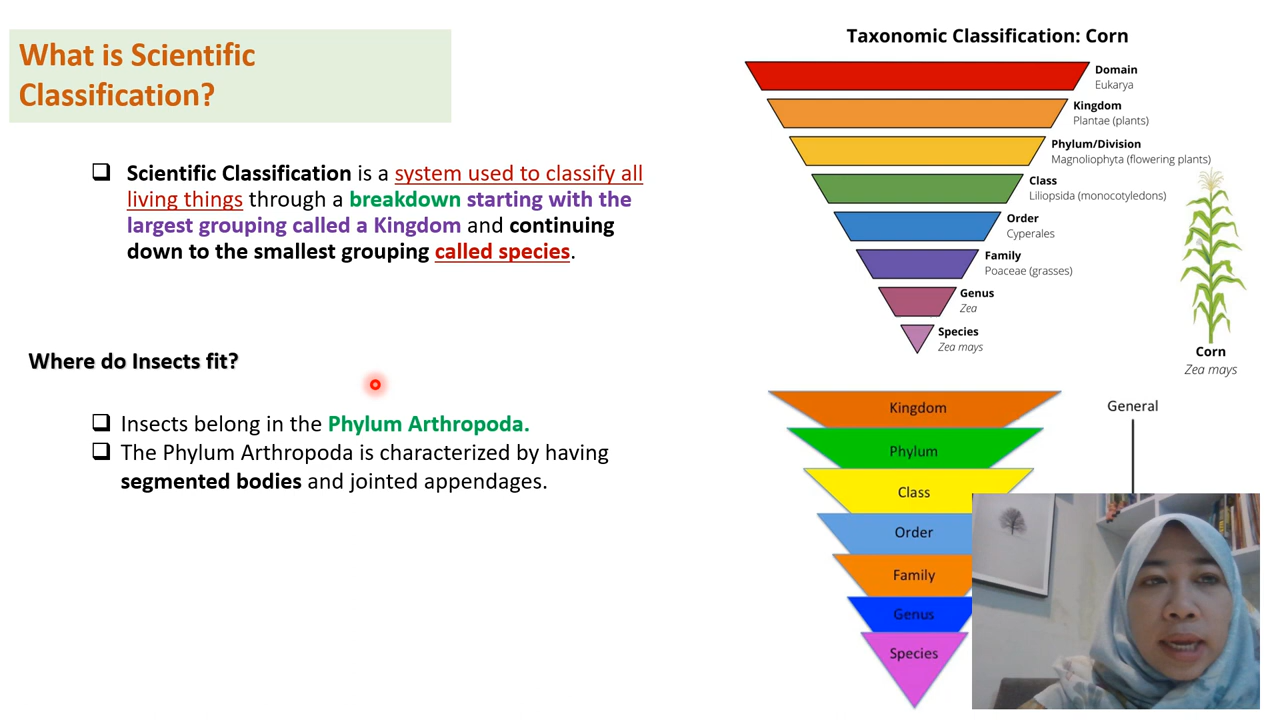 What is Scientific
Classification?
❑ Scientific Classification is a system used to classify all
living things through a breakdown starting with the
largest grouping called a Kingdom and continuing
down to the smallest grouping called species.
Where do Insects fit?
❑ Insects belong in the Phylum Arthropoda.
❑ The Phylum Arthropoda is characterized by having
segmented bodies and jointed appendages.
Taxonomic Classification: Corn
Domain
Eukarya
Kingdom
Plantae (plants)
Phylum/Division
Magnoliophyta (flowering plants)
Class
Liliopsida (monocotyledons)
Order
Cyperales
Family
Poaceae (grasses)
Genus
Zea
Species
Zea mays
Corn
Zea mays
Kingdom
Phylum
Class
Order
Family
Genus
Species
General